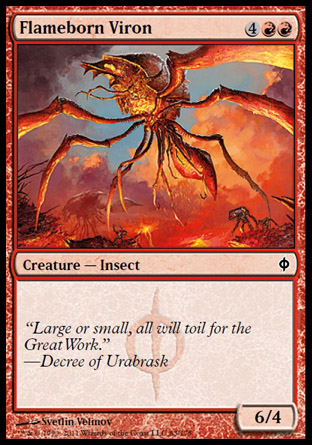 Flameborn Viron 4
Creature — Insect
"Large or small, all will toil for the
Great Work."
—Decree of Urabrask
Svetlin Velinov
6/4